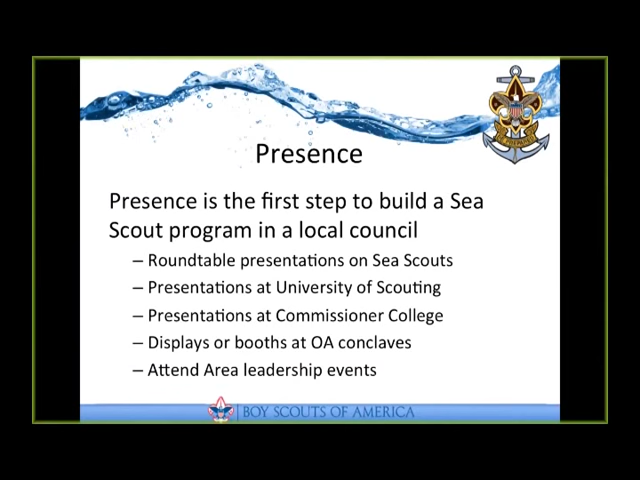 Presence
Presence is the first step to build a Sea
Scout program in a local council
– Roundtable presentations on Sea Scouts
– Presentations at University of Scouting
– Presentations at Commissioner College
– Displays or booths at OA conclaves
– Attend Area leadership events
BOY SCOUTS OF AMERICA